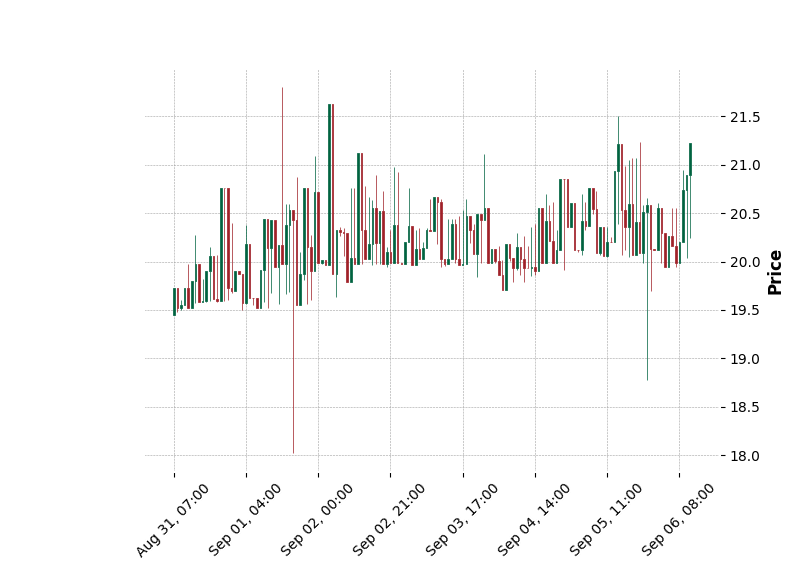 21.5
21.0
20.5
20.0
19.5
19.0
18.5
18.0
Price
Aug 31, 07:00
Sep 01, 04:00
Sep 02, 00:00
Sep 02, 21:00
Sep 03, 17:00
Sep 04, 14:00
Sep 05, 11:00
Sep 06, 08:00